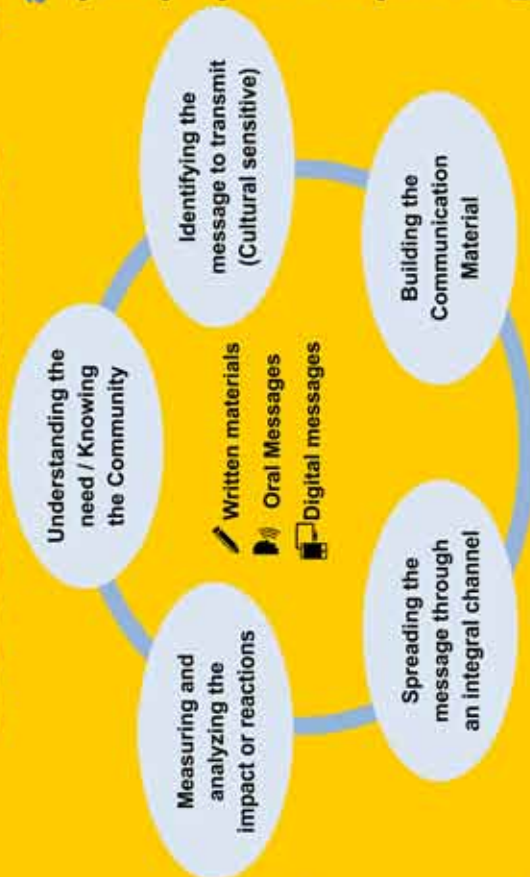 Understanding the
need / Knowing
the Community
Identifying the
message to transmit
(Cultural sensitive)
Building the
Communication
Material
Spreading the
message through
an integral channel
Measuring and
analyzing the
impact or reactions
Written materials
Oral Messages
Digital messages